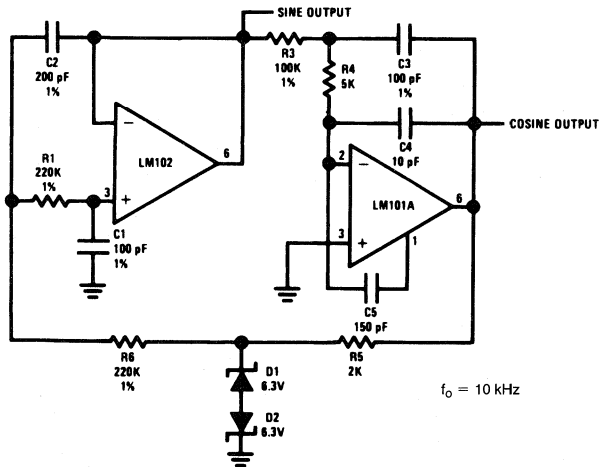 SINE OUTPUT
C2
200 pF
1%
R3
100K
1%
R4
5K
C3
100 pF
1%
C4
10 pF
COSINE OUTPUT
−
LM102
6
R1
220K
1%
3
+
C1
100 pF
1%
2
−
LM101A
6
3
+
1
C5
150 pF
R6
220K
1%
R5
2K
D1
6.3V
D2
6.3V
fo = 10 kHz